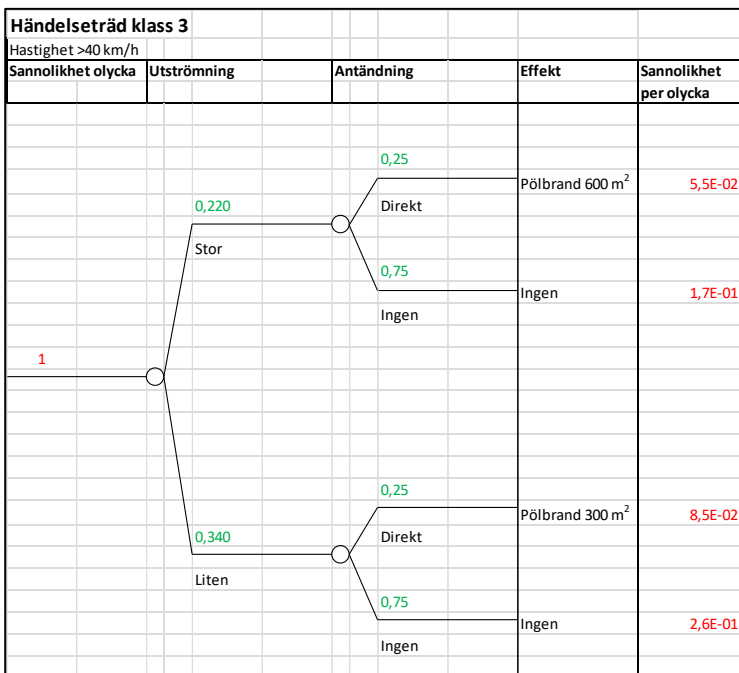 Händelseträd klass 3
Hastighet >40 km/h
Sannolikhet olycka Utströmning Antändning Effekt Sannolikhet
per olycka
0,25
Pölbrand 600 m² 5,5E-02
0,220 Direkt
Stor
0,75
Ingen 1,7E-01
Ingen
1
0,25
Pölbrand 300 m² 8,5E-02
0,340 Direkt
Liten
0,75
Ingen 2,6E-01
Ingen